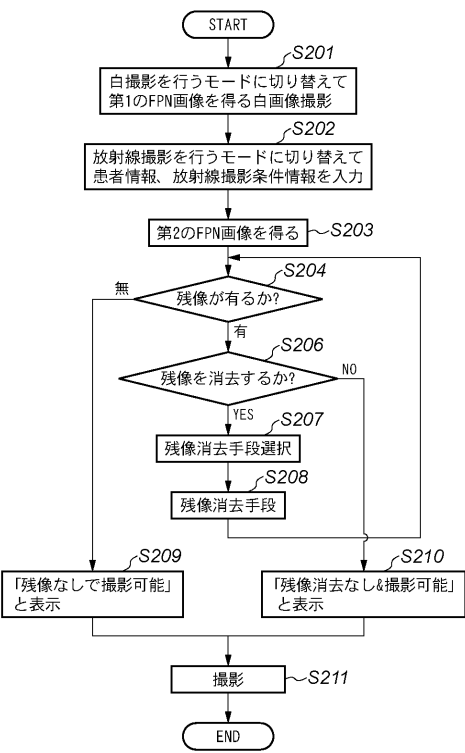 START
S201
白撮影を行うモードに切り替えて
第1のFPN画像を得る白画像撮影
S202
放射線撮影を行うモードに切り替えて
患者情報、放射線撮影条件情報を入力
第2のFPN画像を得る
S203
S204
残像が有るか?
無
有
S206
残像を消去するか?
NO
YES
S207
残像消去手段選択
S208
残像消去手段
S209
「残像なしで撮影可能」
と表示
S210
「残像消去なし&撮影可能」
と表示
撮影
S211
END